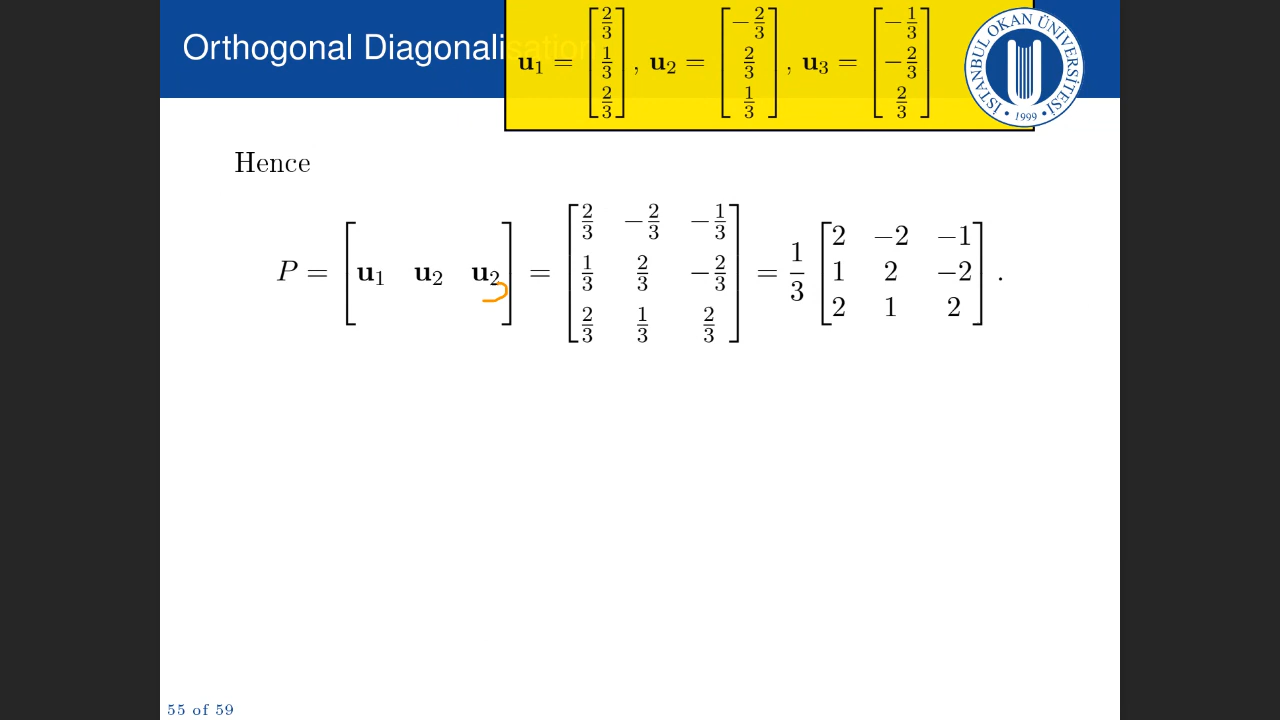 Orthogonal Diagonalisation
u₁ = [2/3; 1/3; 2/3], u₂ = [−2/3; 2/3; 1/3], u₃ = [−1/3; −2/3; 2/3]
İSTANBUL OKAN ÜNİVERSİTESİ • 1999 •
Hence
P = [u₁ u₂ u₂] = [2/3 −2/3 −1/3; 1/3 2/3 −2/3; 2/3 1/3 2/3] = 1/3 [2 −2 −1; 1 2 −2; 2 1 2].
55 of 59